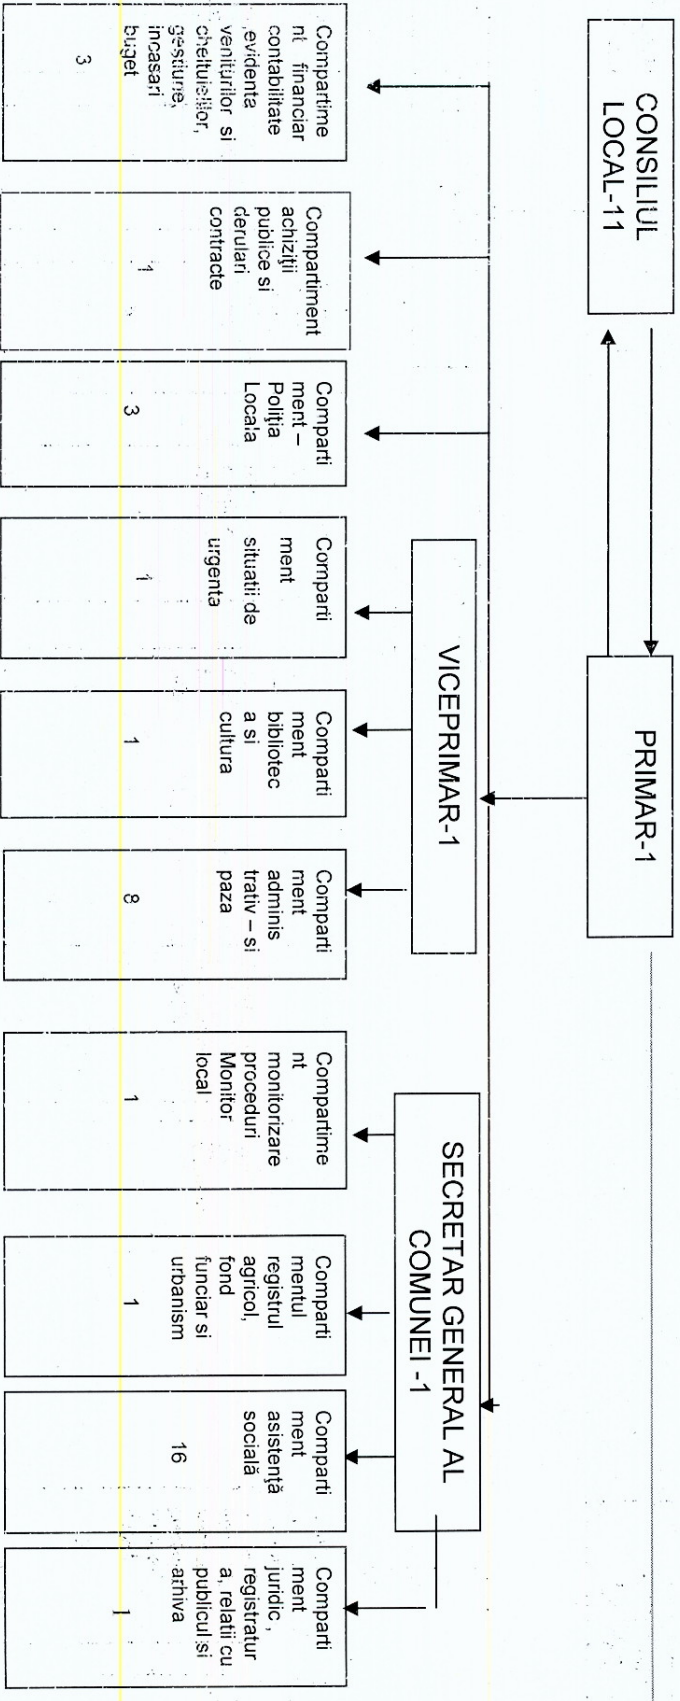 CONSILIUL
LOCAL-11
PRIMAR-1
VICEPRIMAR-1
SECRETAR GENERAL AL
COMUNEI -1
Compartime
nt financiar
contabilitate
,evidenta
veniturilor si
cheltuielilor,
gestiune,
incasari
buget
3
Compartiment
achiziţii
publice si
derulari
contracte
1
Comparti
ment –
Poliţia
Locala
3
Comparti
ment
situatii de
urgenta
1
Comparti
ment
bibliotec
a si
cultura
1
Comparti
ment
adminis
trativ – si
paza
8
Compartime
nt
monitorizare
proceduri
Monitor
local
1
Comparti
mentul
registrul
agricol,
fond
funciar si
urbanism
1
Comparti
ment
asistenţă
socială
16
Comparti
ment
juridic ,
registratur
a, relatii cu
publicul si
arhiva
1